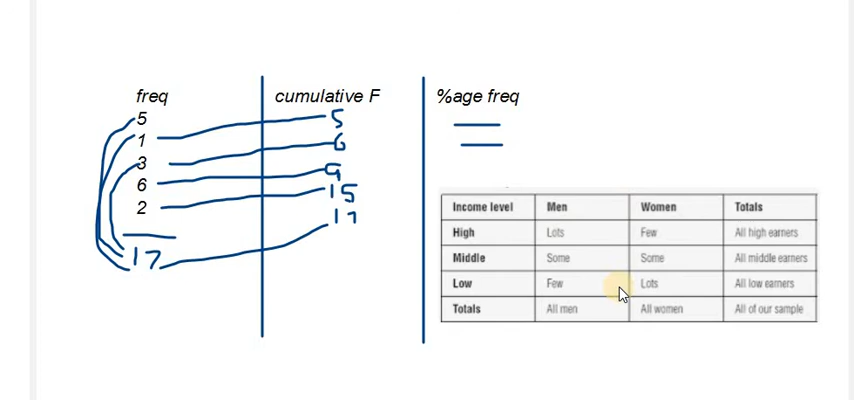 freq cumulative F %age freq
5 5
1 6
3 9
6 15
2 17
17
Income level Men Women Totals
High Lots Few All high earners
Middle Some Some All middle earners
Low Few Lots All low earners
Totals All men All women All of our sample